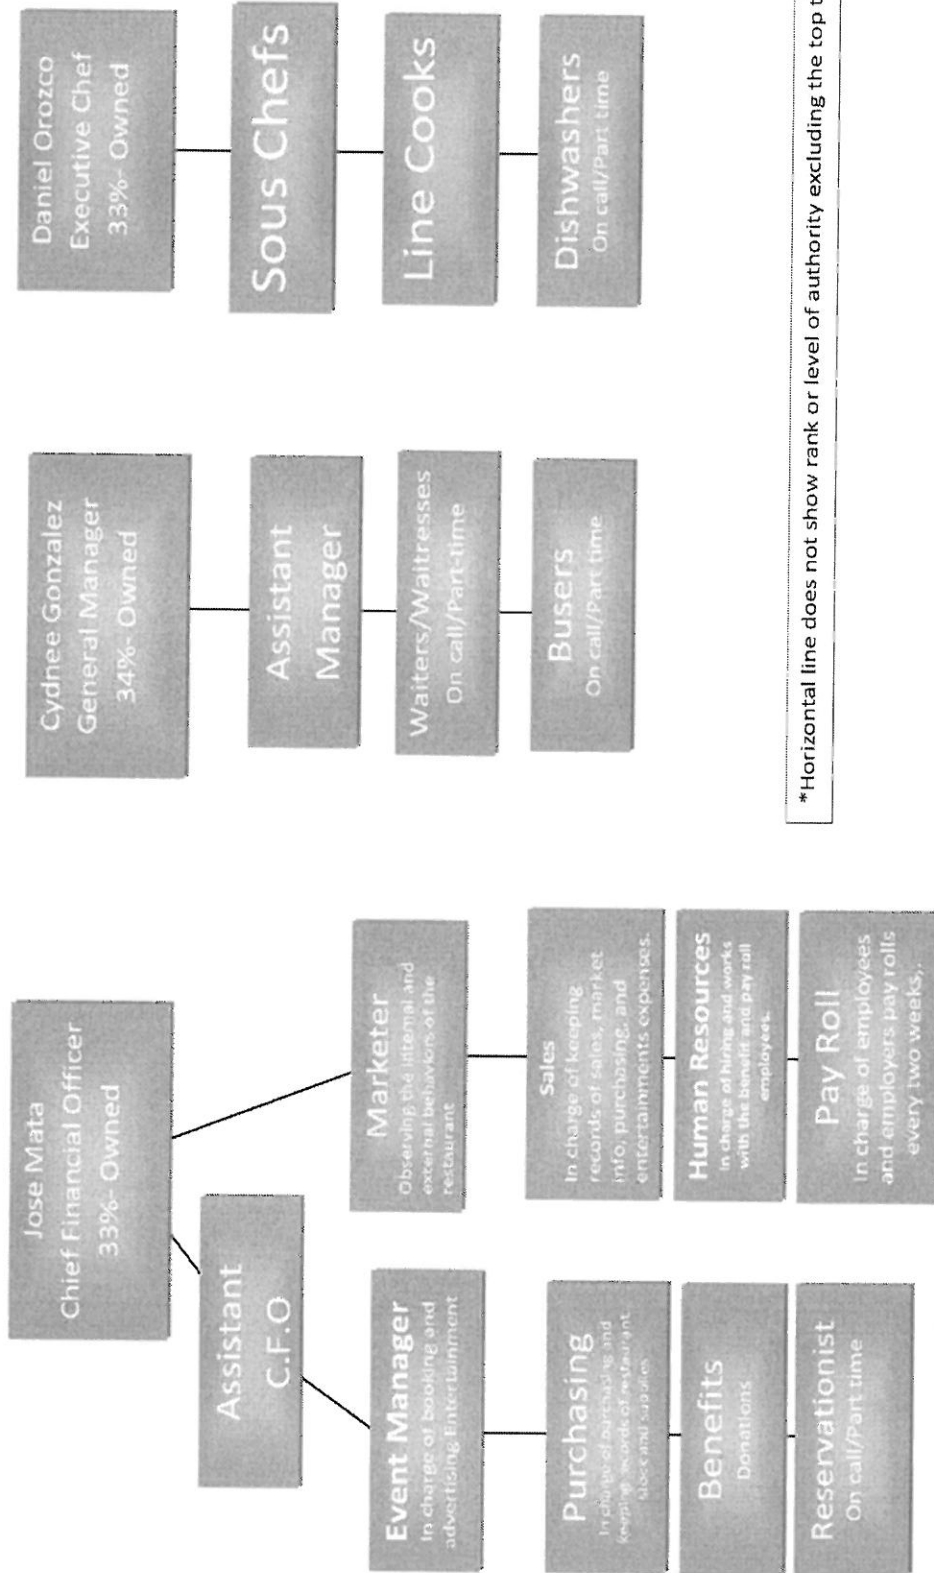 Jose Mata
Chief Financial Officer
33%- Owned
Assistant
C.F.O
Event Manager
In charge of booking and
advertising Entertainment
Purchasing
In charge of purchasing and
keeping records of restaurant
stock and supplies
Benefits
Donations
Reservationist
On call/Part time
Marketer
Observing the internal and
external behaviors of the
restaurant
Sales
In charge of keeping
records of sales, market
info, purchasing, and
entertainments expenses.
Human Resources
In charge of hiring and works
with the benefit and pay roll
employees.
Pay Roll
In charge of employees
and employers pay rolls
every two weeks,.
Cydnee Gonzalez
General Manager
34%- Owned
Assistant
Manager
Waiters/Waitresses
On call/Part-time
Busers
On call/Part time
Daniel Orozco
Executive Chef
33%- Owned
Sous Chefs
Line Cooks
Dishwashers
On call/Part time
*Horizontal line does not show rank or level of authority excluding the top t